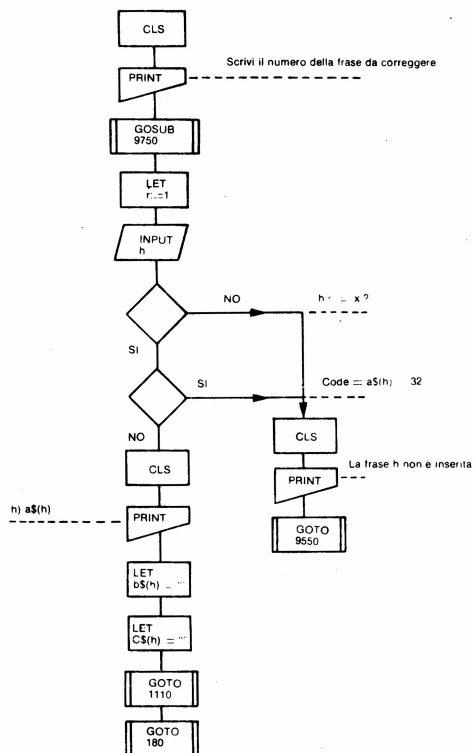 CLS
PRINT
Scrivi il numero della frase da correggere
GOSUB
9750
LET
INPUT
h
NO
h x ?
SI
SI
Code = a$(h) 32
NO
CLS
CLS
PRINT
La frase h non è inserita
h) a$(h)
PRINT
GOTO
9550
LET
b$(h) = ""
LET
C$(h) = ""
GOTO
1110
GOTO
180